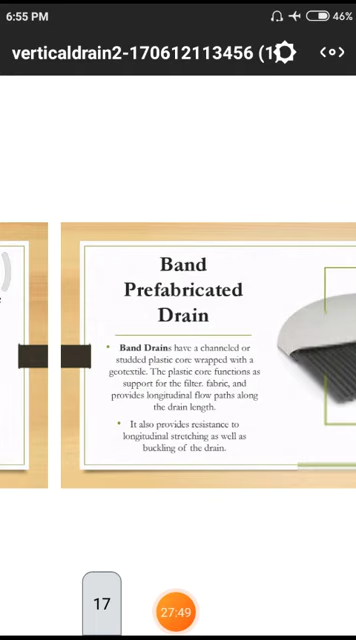 6:55 PM
46%
verticaldrain2-170612113456 (1
Band
Prefabricated
Drain
• Band Drains have a channeled or
studded plastic core wrapped with a
geotextile. The plastic core functions as
support for the filter. fabric, and
provides longitudinal flow paths along
the drain length.
• It also provides resistance to
longitudinal stretching as well as
buckling of the drain.
17
27:49